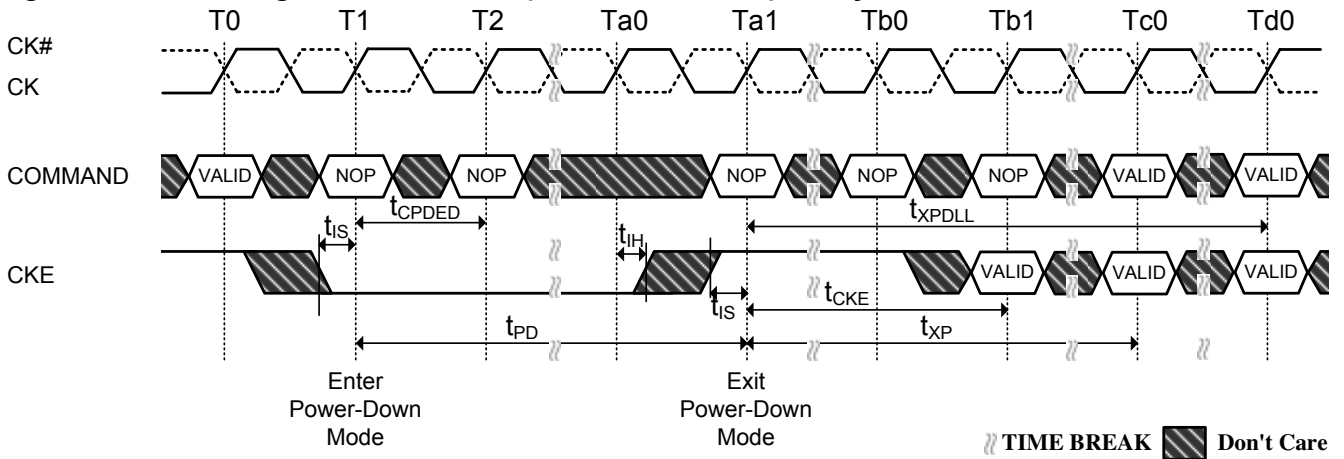 T0 T1 T2 Ta0 Ta1 Tb0 Tb1 Tc0 Td0
CK#
CK
COMMAND VALID NOP NOP NOP NOP NOP VALID VALID
tCPDED tXPDLL
tIS tIH
CKE VALID VALID VALID
tIS tCKE
tPD tXP
Enter
Power-Down
Mode
Exit
Power-Down
Mode
TIME BREAK Don't Care